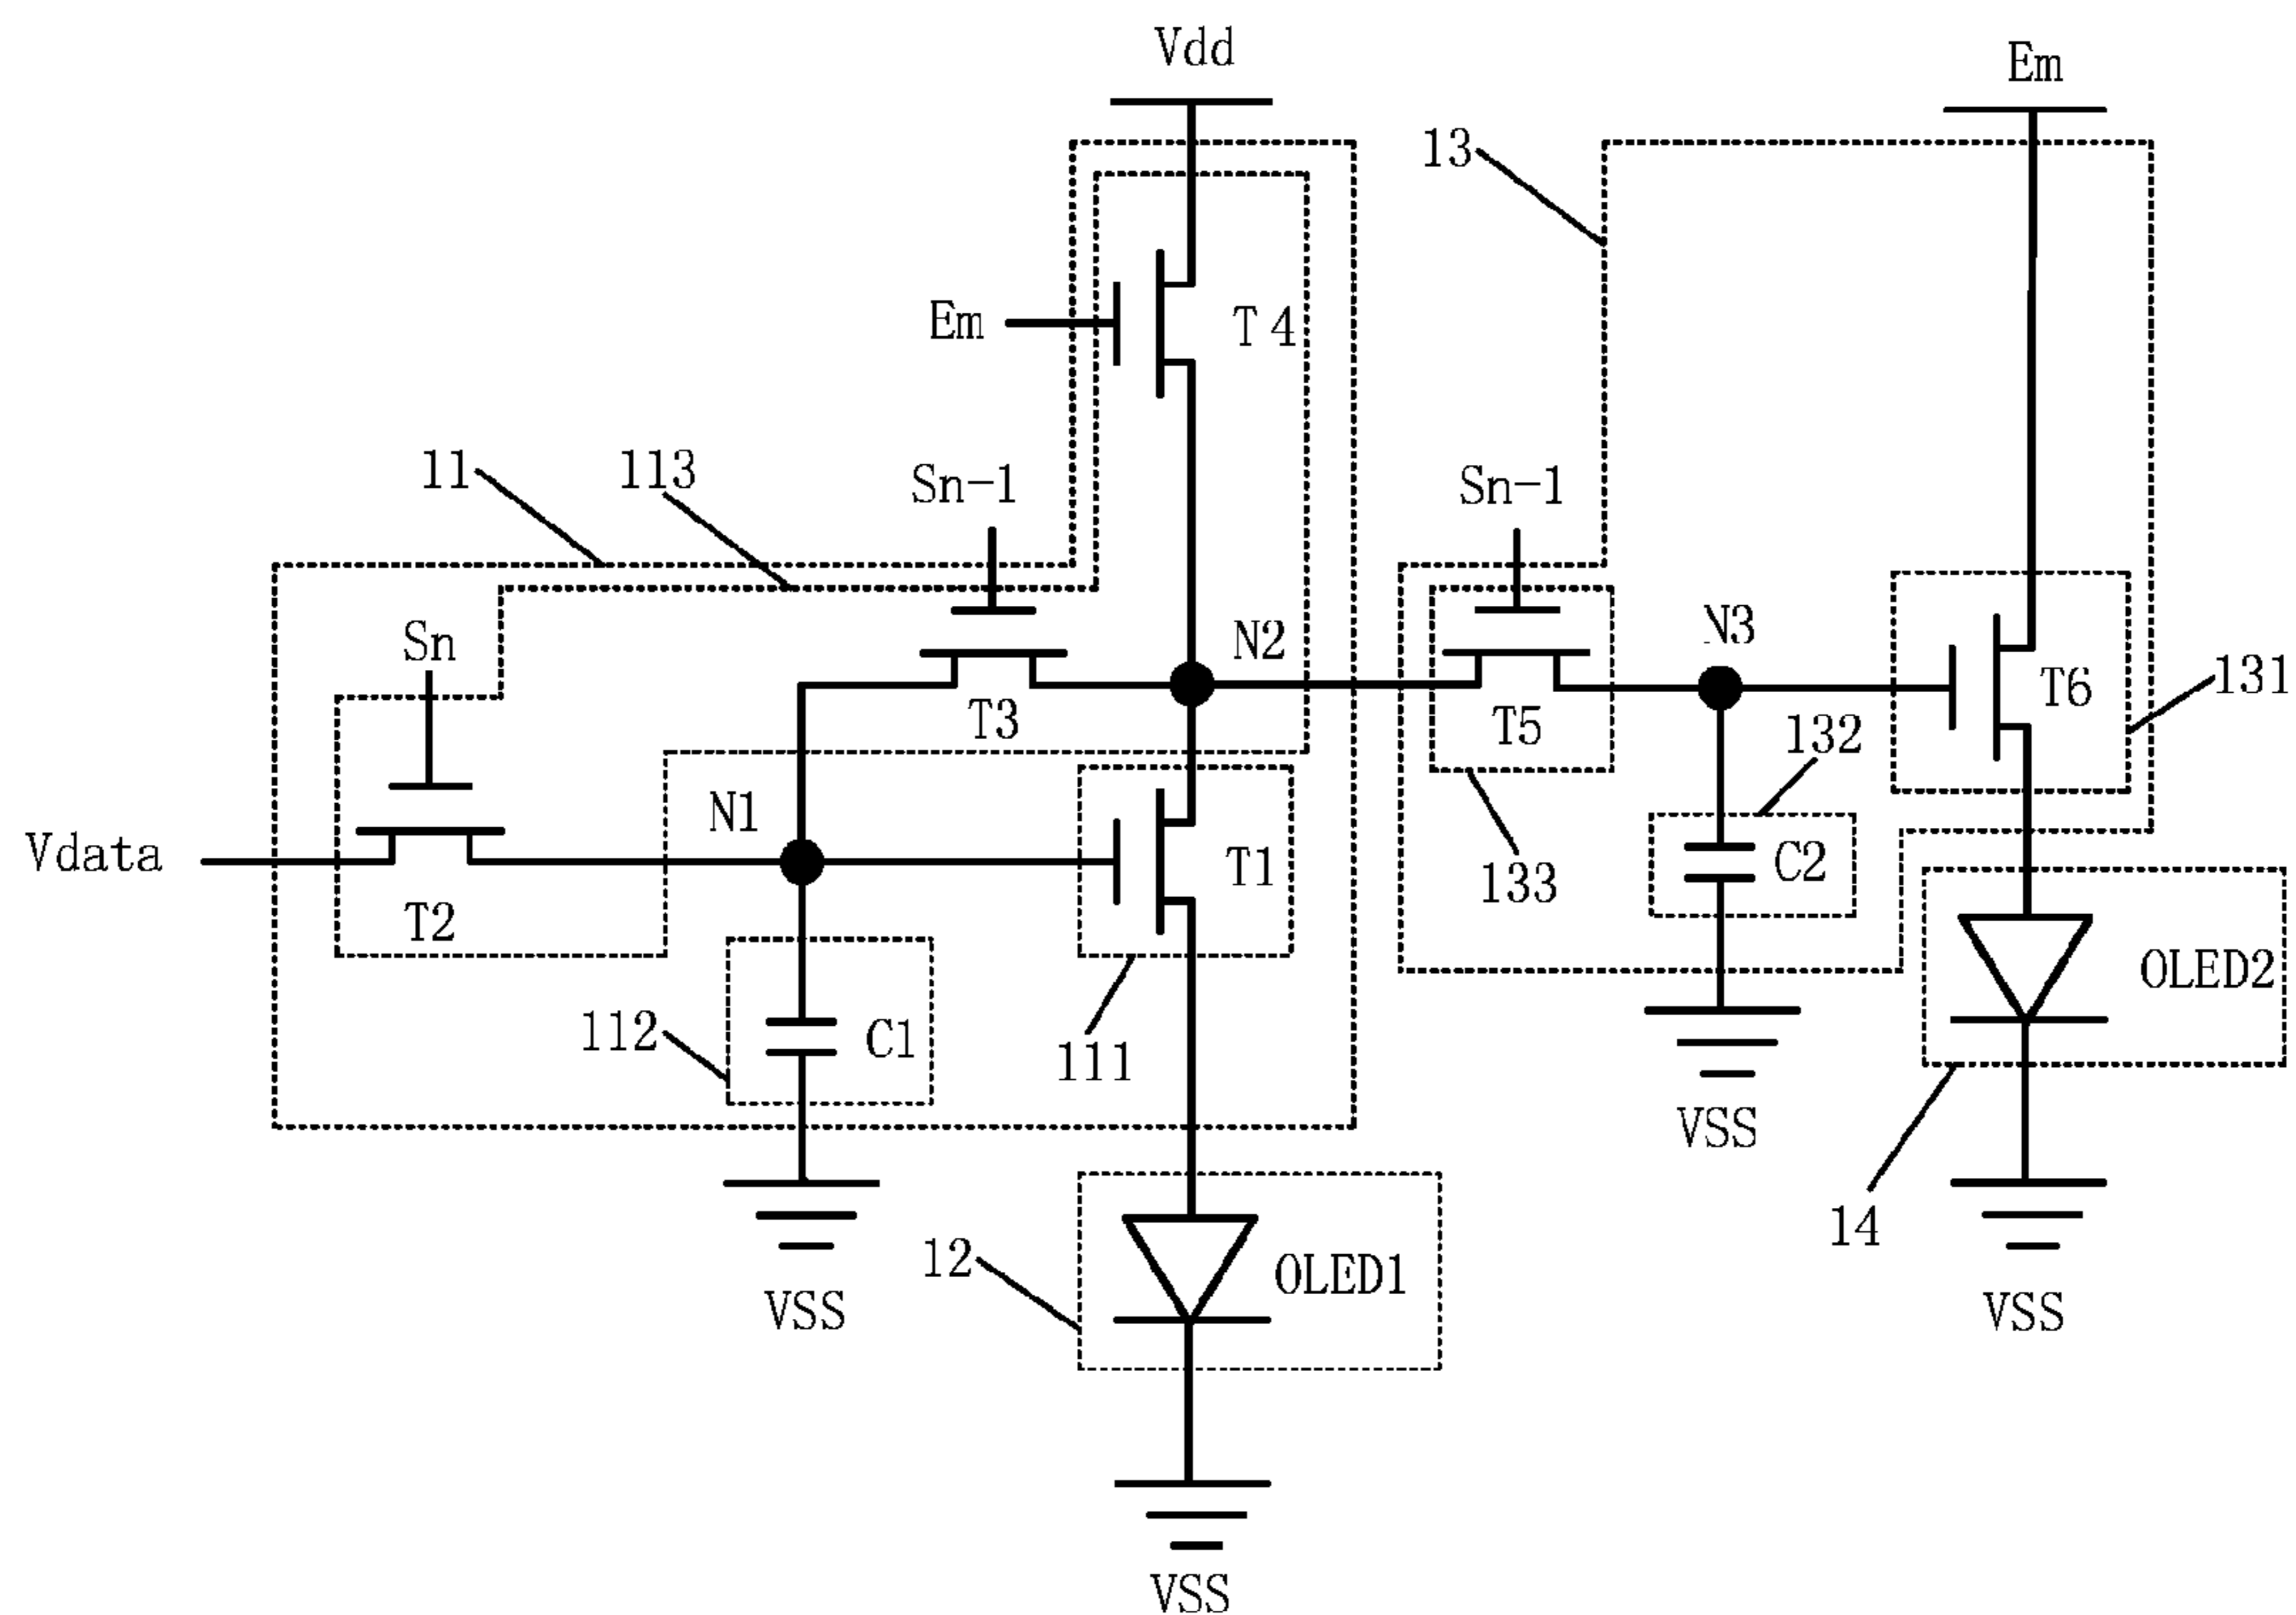 Vdd
Em
13
Em
T4
11
113
Sn-1
Sn-1
Sn
N2
N3
T6
131
T3
T5
132
N1
Vdata
T1
133
C2
T2
OLED2
112
C1
111
VSS
14
12
OLED1
VSS
VSS
VSS